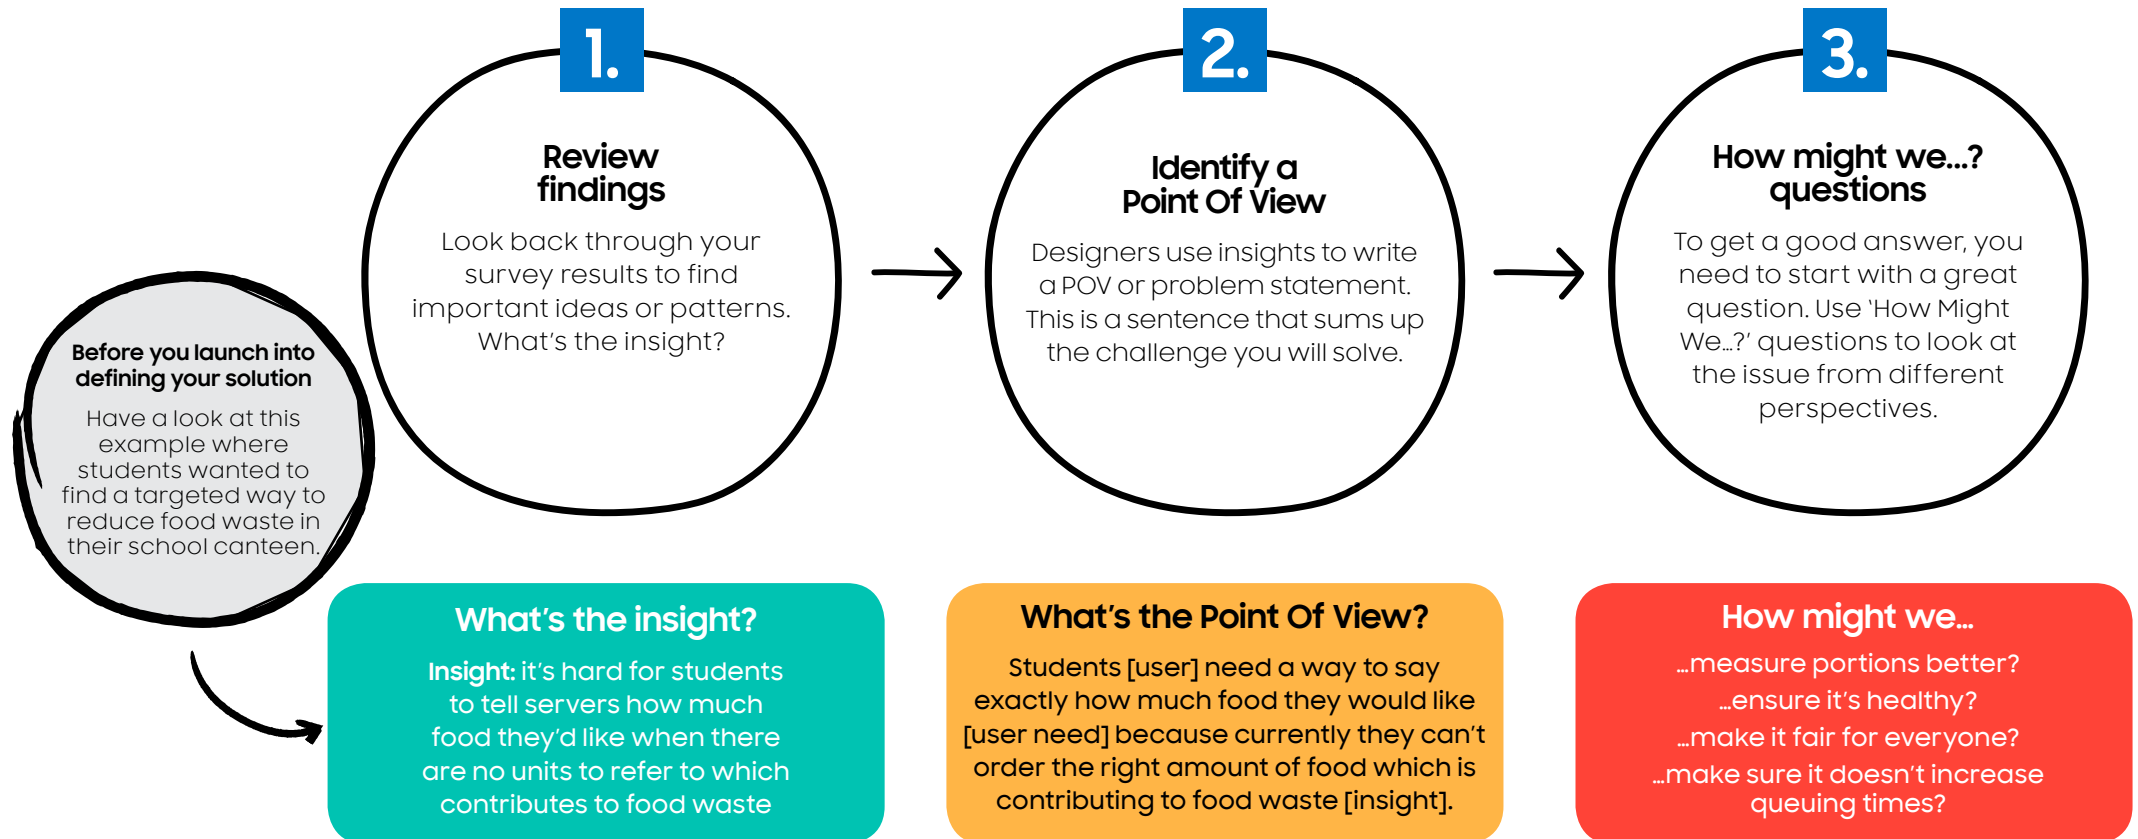 1.
Review
findings
Look back through your
survey results to find
important ideas or patterns.
What's the insight?
2.
Identify a
Point Of View
Designers use insights to write
a POV or problem statement.
This is a sentence that sums up
the challenge you will solve.
3.
How might we...?
questions
To get a good answer, you
need to start with a great
question. Use ‘How Might
We...?’ questions to look at
the issue from different
perspectives.
Before you launch into
defining your solution
Have a look at this
example where
students wanted to
find a targeted way to
reduce food waste in
their school canteen.
What’s the insight?
Insight: it’s hard for students
to tell servers how much
food they’d like when there
are no units to refer to which
contributes to food waste
What’s the Point Of View?
Students [user] need a way to say
exactly how much food they would like
[user need] because currently they can’t
order the right amount of food which is
contributing to food waste [insight].
How might we...
...measure portions better?
...ensure it’s healthy?
...make it fair for everyone?
...make sure it doesn’t increase
queuing times?